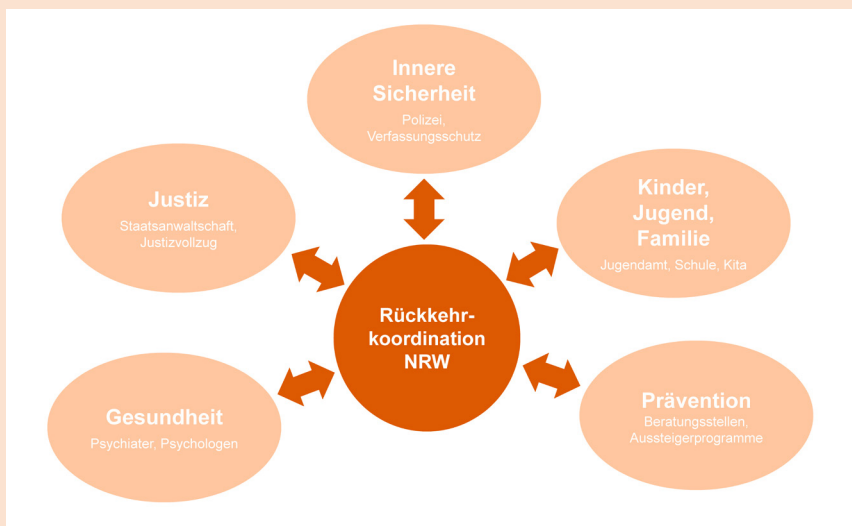 Innere
Sicherheit
Polizei,
Verfassungsschutz
Justiz
Staatsanwaltschaft,
Justizvollzug
Kinder,
Jugend,
Familie
Jugendamt, Schule, Kita
Rückkehr-
koordination
NRW
Gesundheit
Psychiater, Psychologen
Prävention
Beratungsstellen,
Aussteigerprogramme